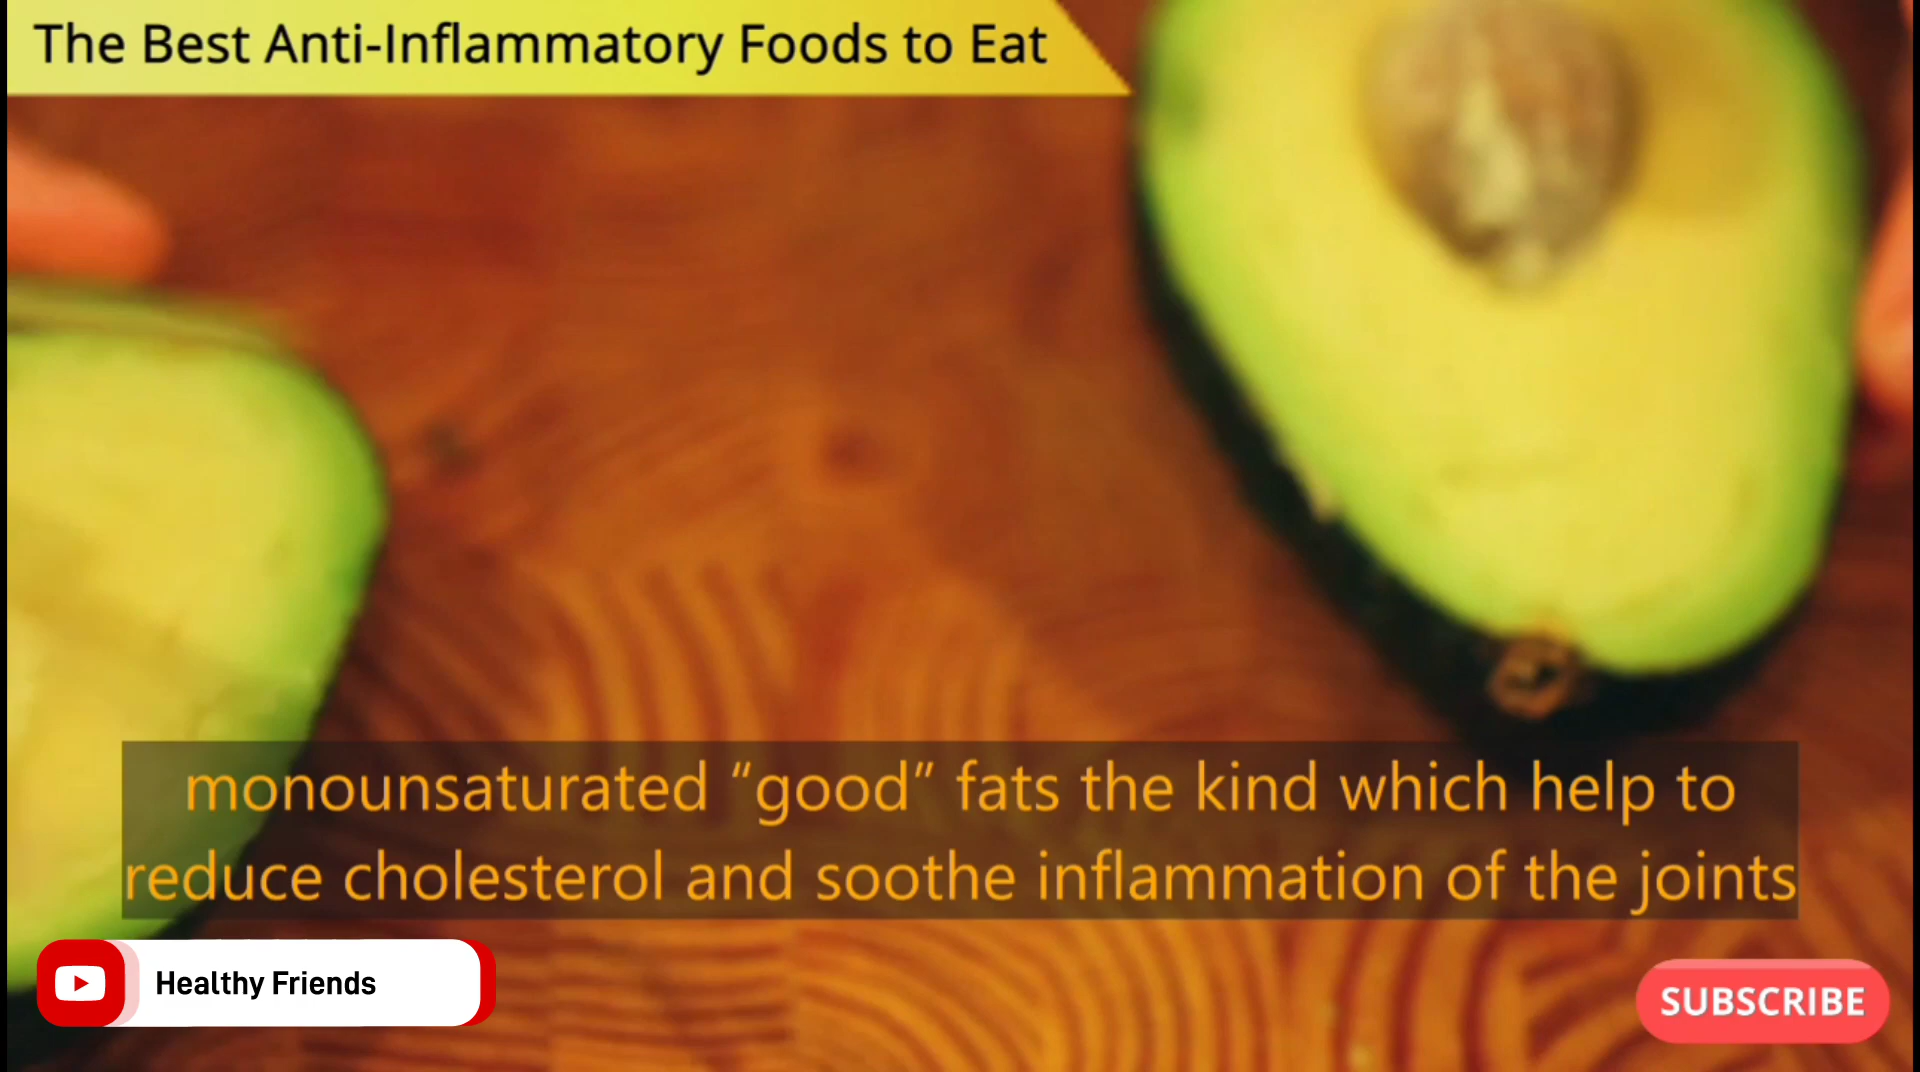 The Best Anti-Inflammatory Foods to Eat
monounsaturated “good” fats the kind which help to
reduce cholesterol and soothe inflammation of the joints
Healthy Friends
SUBSCRIBE